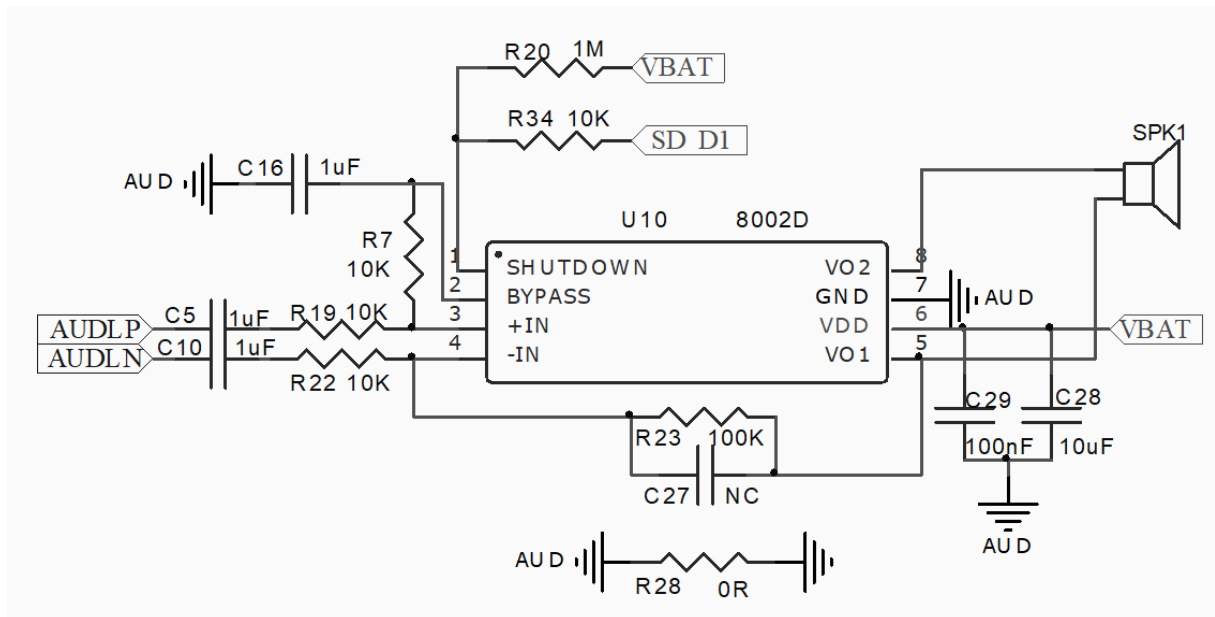 R20 1M VBAT
R34 10K SD D1
SPK1
AUD C16 1uF
U10 8002D
R7
10K
1 SHUTDOWN VO2 8
2 BYPASS GND 7 AUD
AUDLP C5 1uF R19 10K 3 +IN VDD 6 VBAT
AUDLN C10 1uF R22 10K 4 -IN VO1 5
R23 100K
C29 C28
100nF 10uF
C27 NC
AUD
AUD
R28 0R